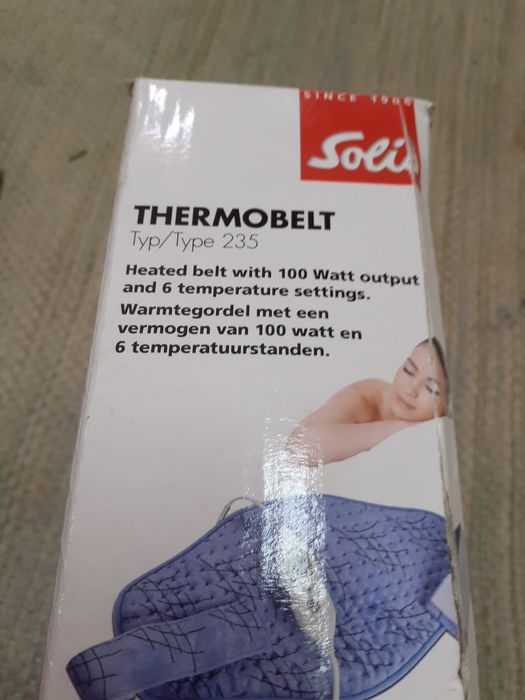 SINCE 1909
Soli
THERMOBELT
Typ/Type 235
Heated belt with 100 Watt output
and 6 temperature settings.
Warmtegordel met een
vermogen van 100 watt en
6 temperatuurstanden.